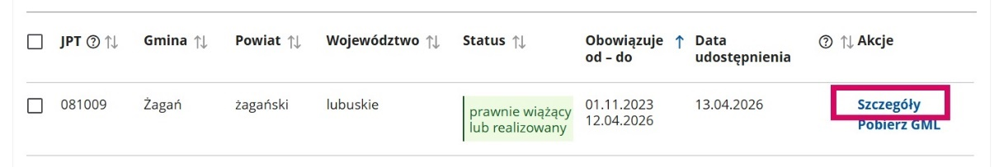 JPT Gmina Powiat Województwo Status Obowiązuje od – do Data udostępnienia Akcje
081009 Żagań żagański lubuskie prawnie wiążący lub realizowany 01.11.2023 12.04.2026 13.04.2026 Szczegóły
Pobierz GML